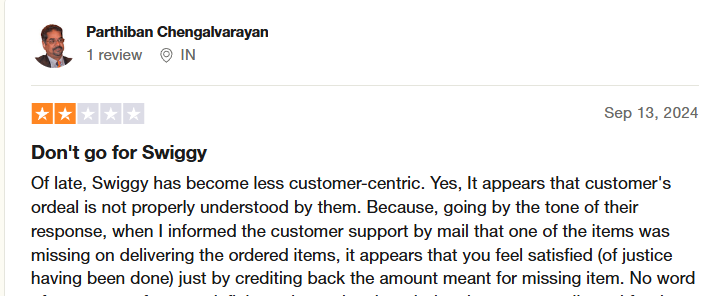 Parthiban Chengalvarayan
1 review IN
Sep 13, 2024
Don't go for Swiggy
Of late, Swiggy has become less customer-centric. Yes, It appears that customer's
ordeal is not properly understood by them. Because, going by the tone of their
response, when I informed the customer support by mail that one of the items was
missing on delivering the ordered items, it appears that you feel satisfied (of justice
having been done) just by crediting back the amount meant for missing item. No word